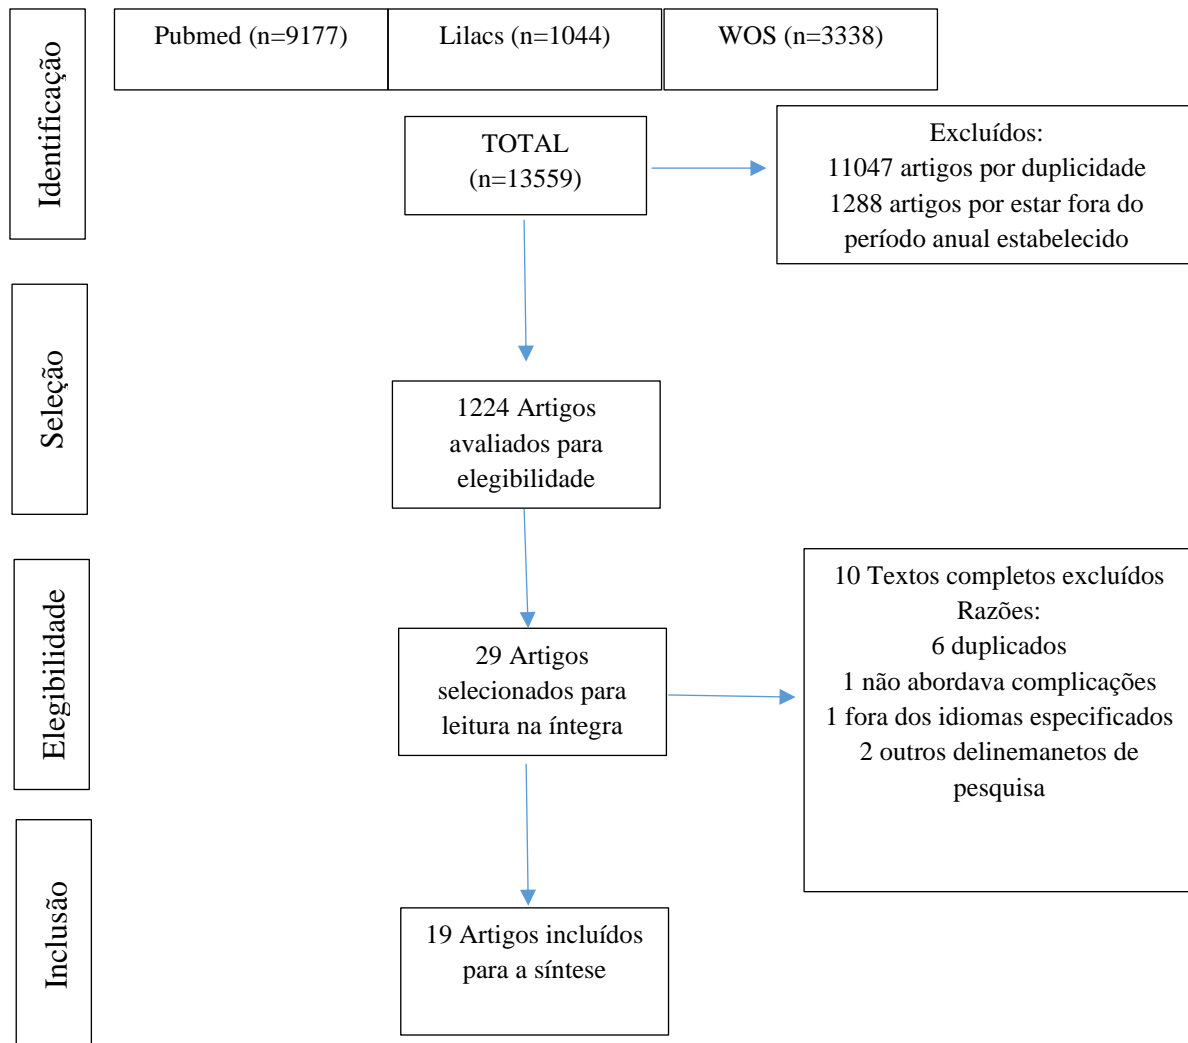 Identificação
Pubmed (n=9177)
Lilacs (n=1044)
WOS (n=3338)
TOTAL
(n=13559)
Excluídos:
11047 artigos por duplicidade
1288 artigos por estar fora do
período anual estabelecido
Seleção
1224 Artigos
avaliados para
elegibilidade
Elegibilidade
29 Artigos
selecionados para
leitura na íntegra
10 Textos completos excluídos
Razões:
6 duplicados
1 não abordava complicações
1 fora dos idiomas especificados
2 outros delinemanetos de
pesquisa
Inclusão
19 Artigos incluídos
para a síntese